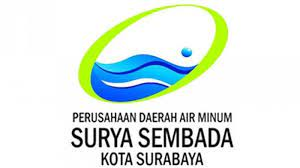 PERUSAHAAN DAERAH AIR MINUM
SURYA SEMBADA
KOTA SURABAYA